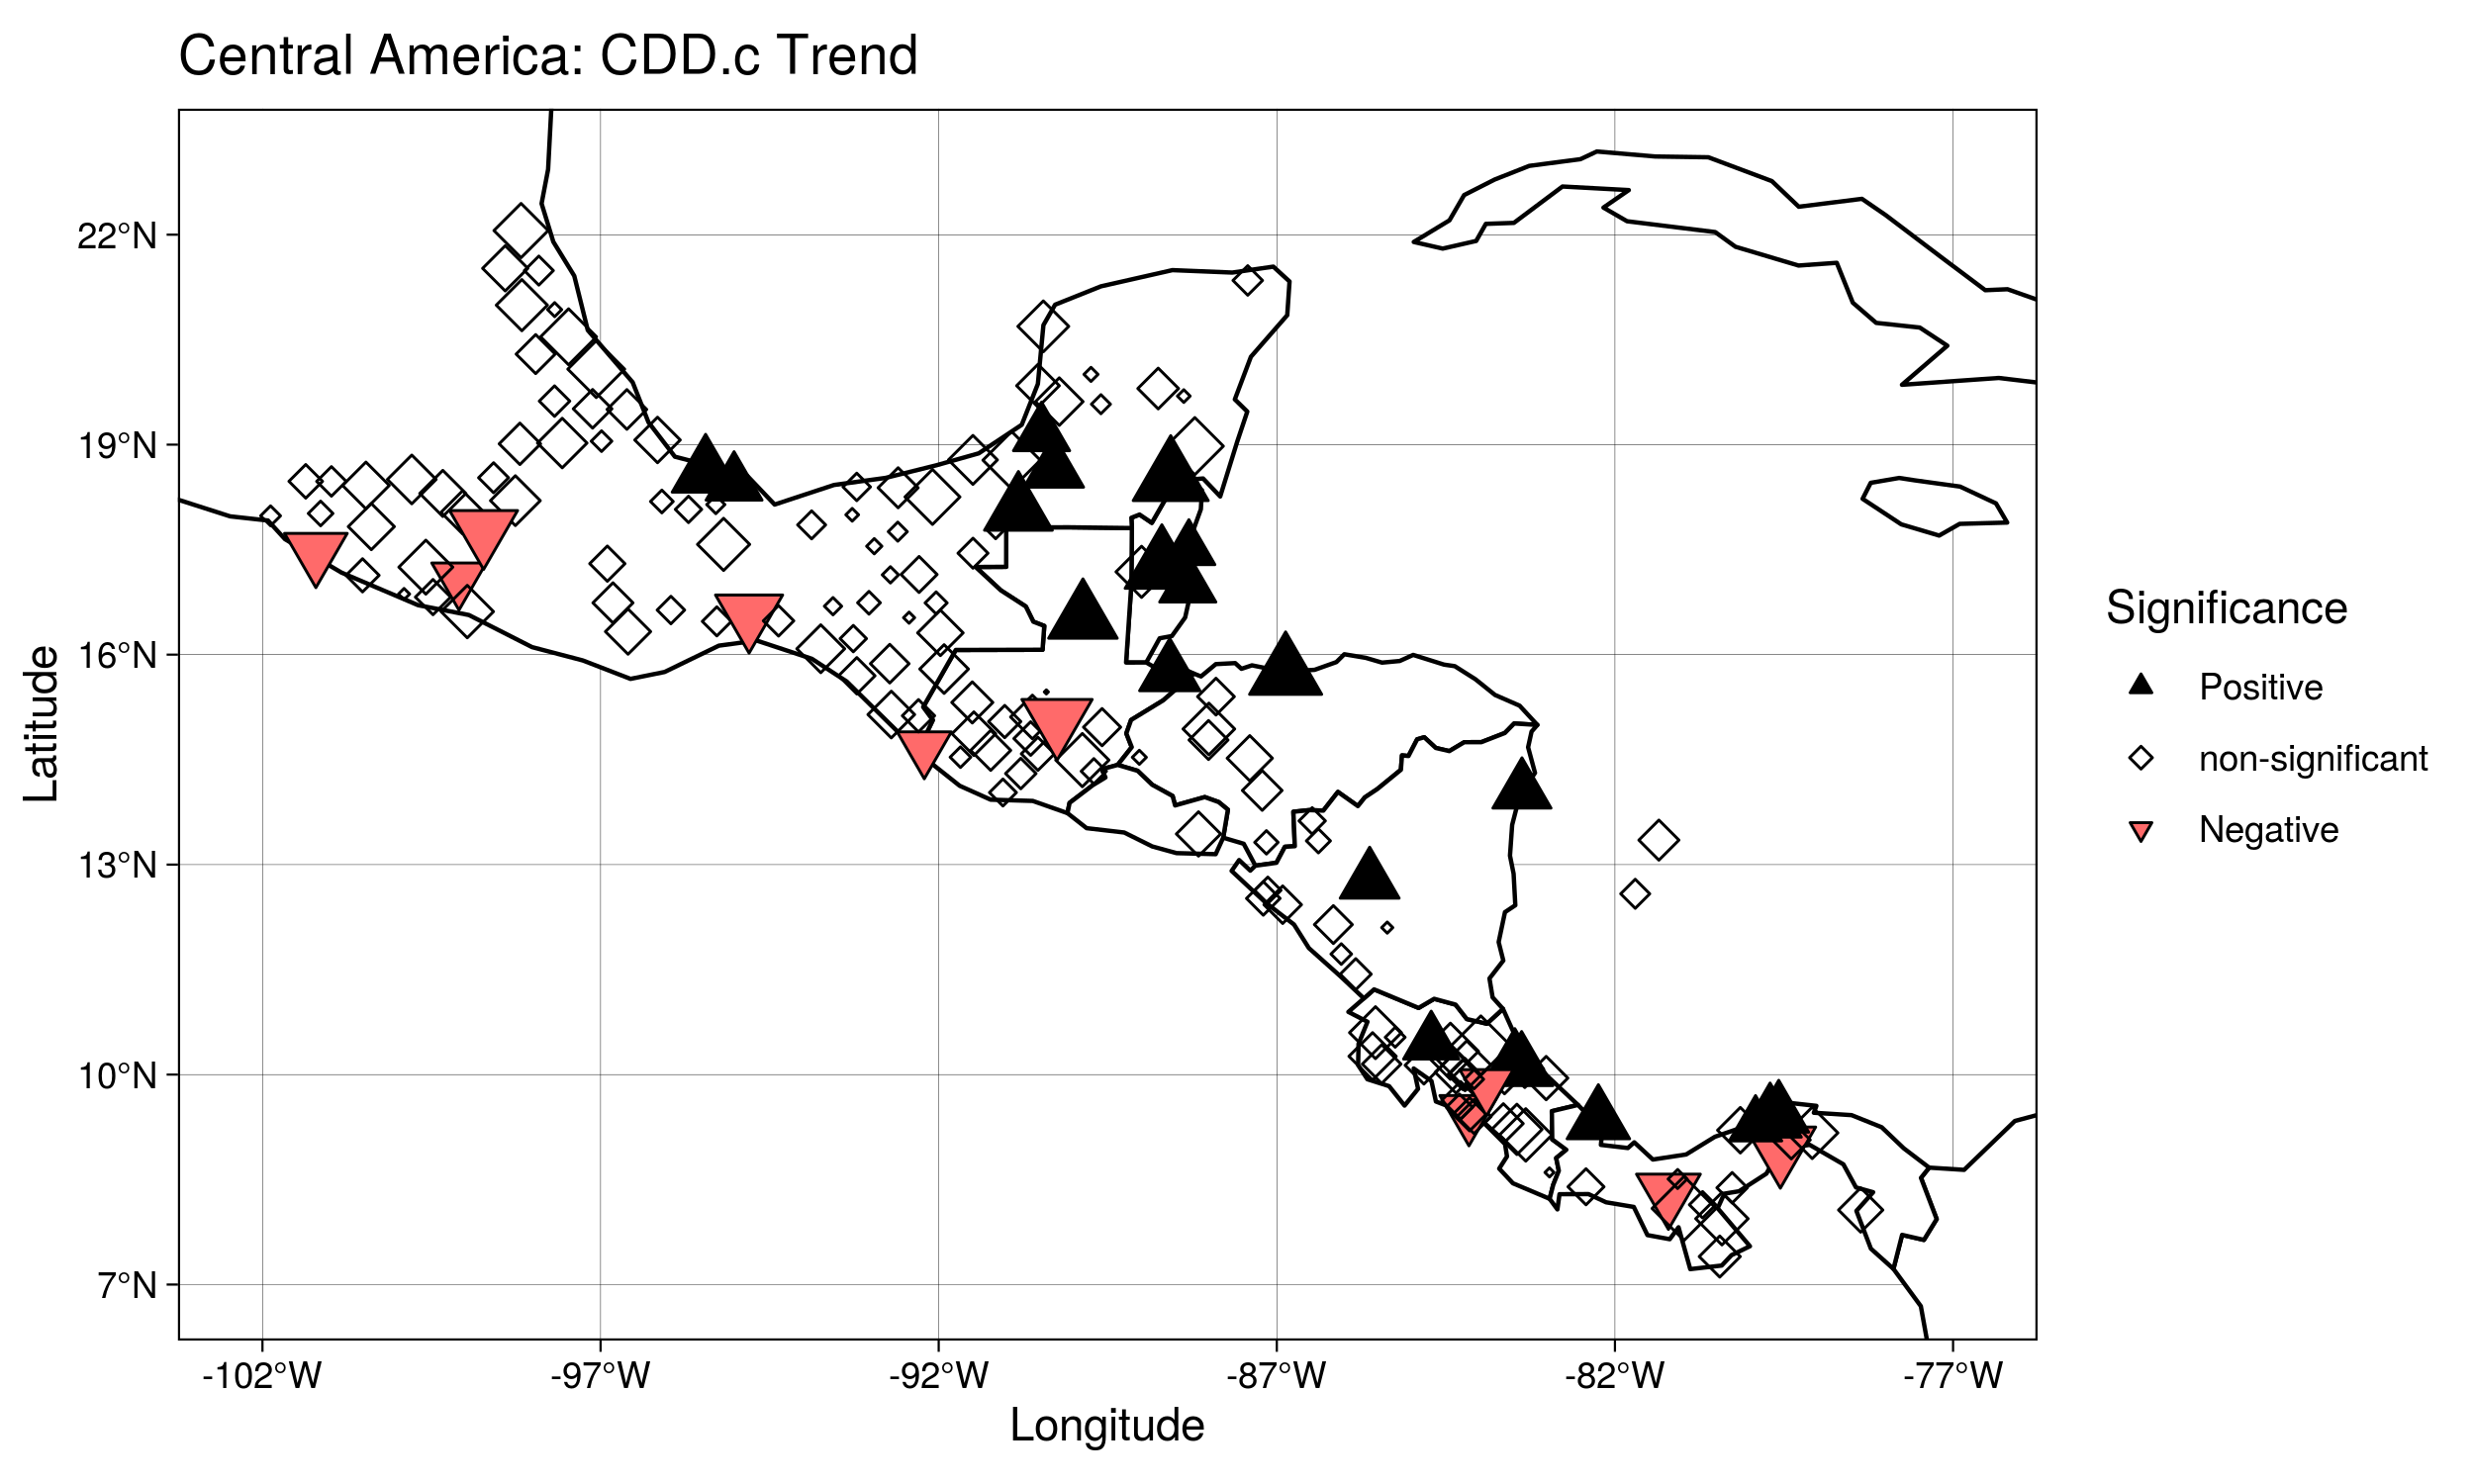 Central America: CDD.c Trend
22°N
19°N
16°N
13°N
10°N
7°N
Latitude
-102°W
-97°W
-92°W
-87°W
-82°W
-77°W
Longitude
Significance
Positive
non-significant
Negative